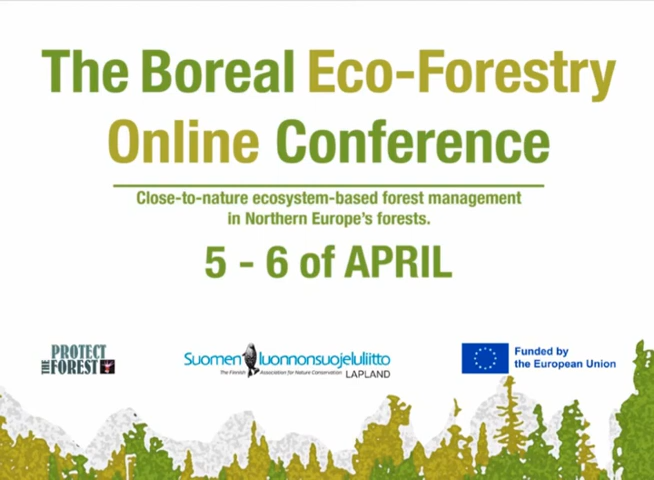 The Boreal Eco-Forestry
Online Conference
Close-to-nature ecosystem-based forest management
in Northern Europe's forests.
5 - 6 of APRIL
PROTECT
THE FOREST
Suomen luonnonsuojeluliitto
The Finnish Association for Nature Conservation LAPLAND
Funded by
the European Union